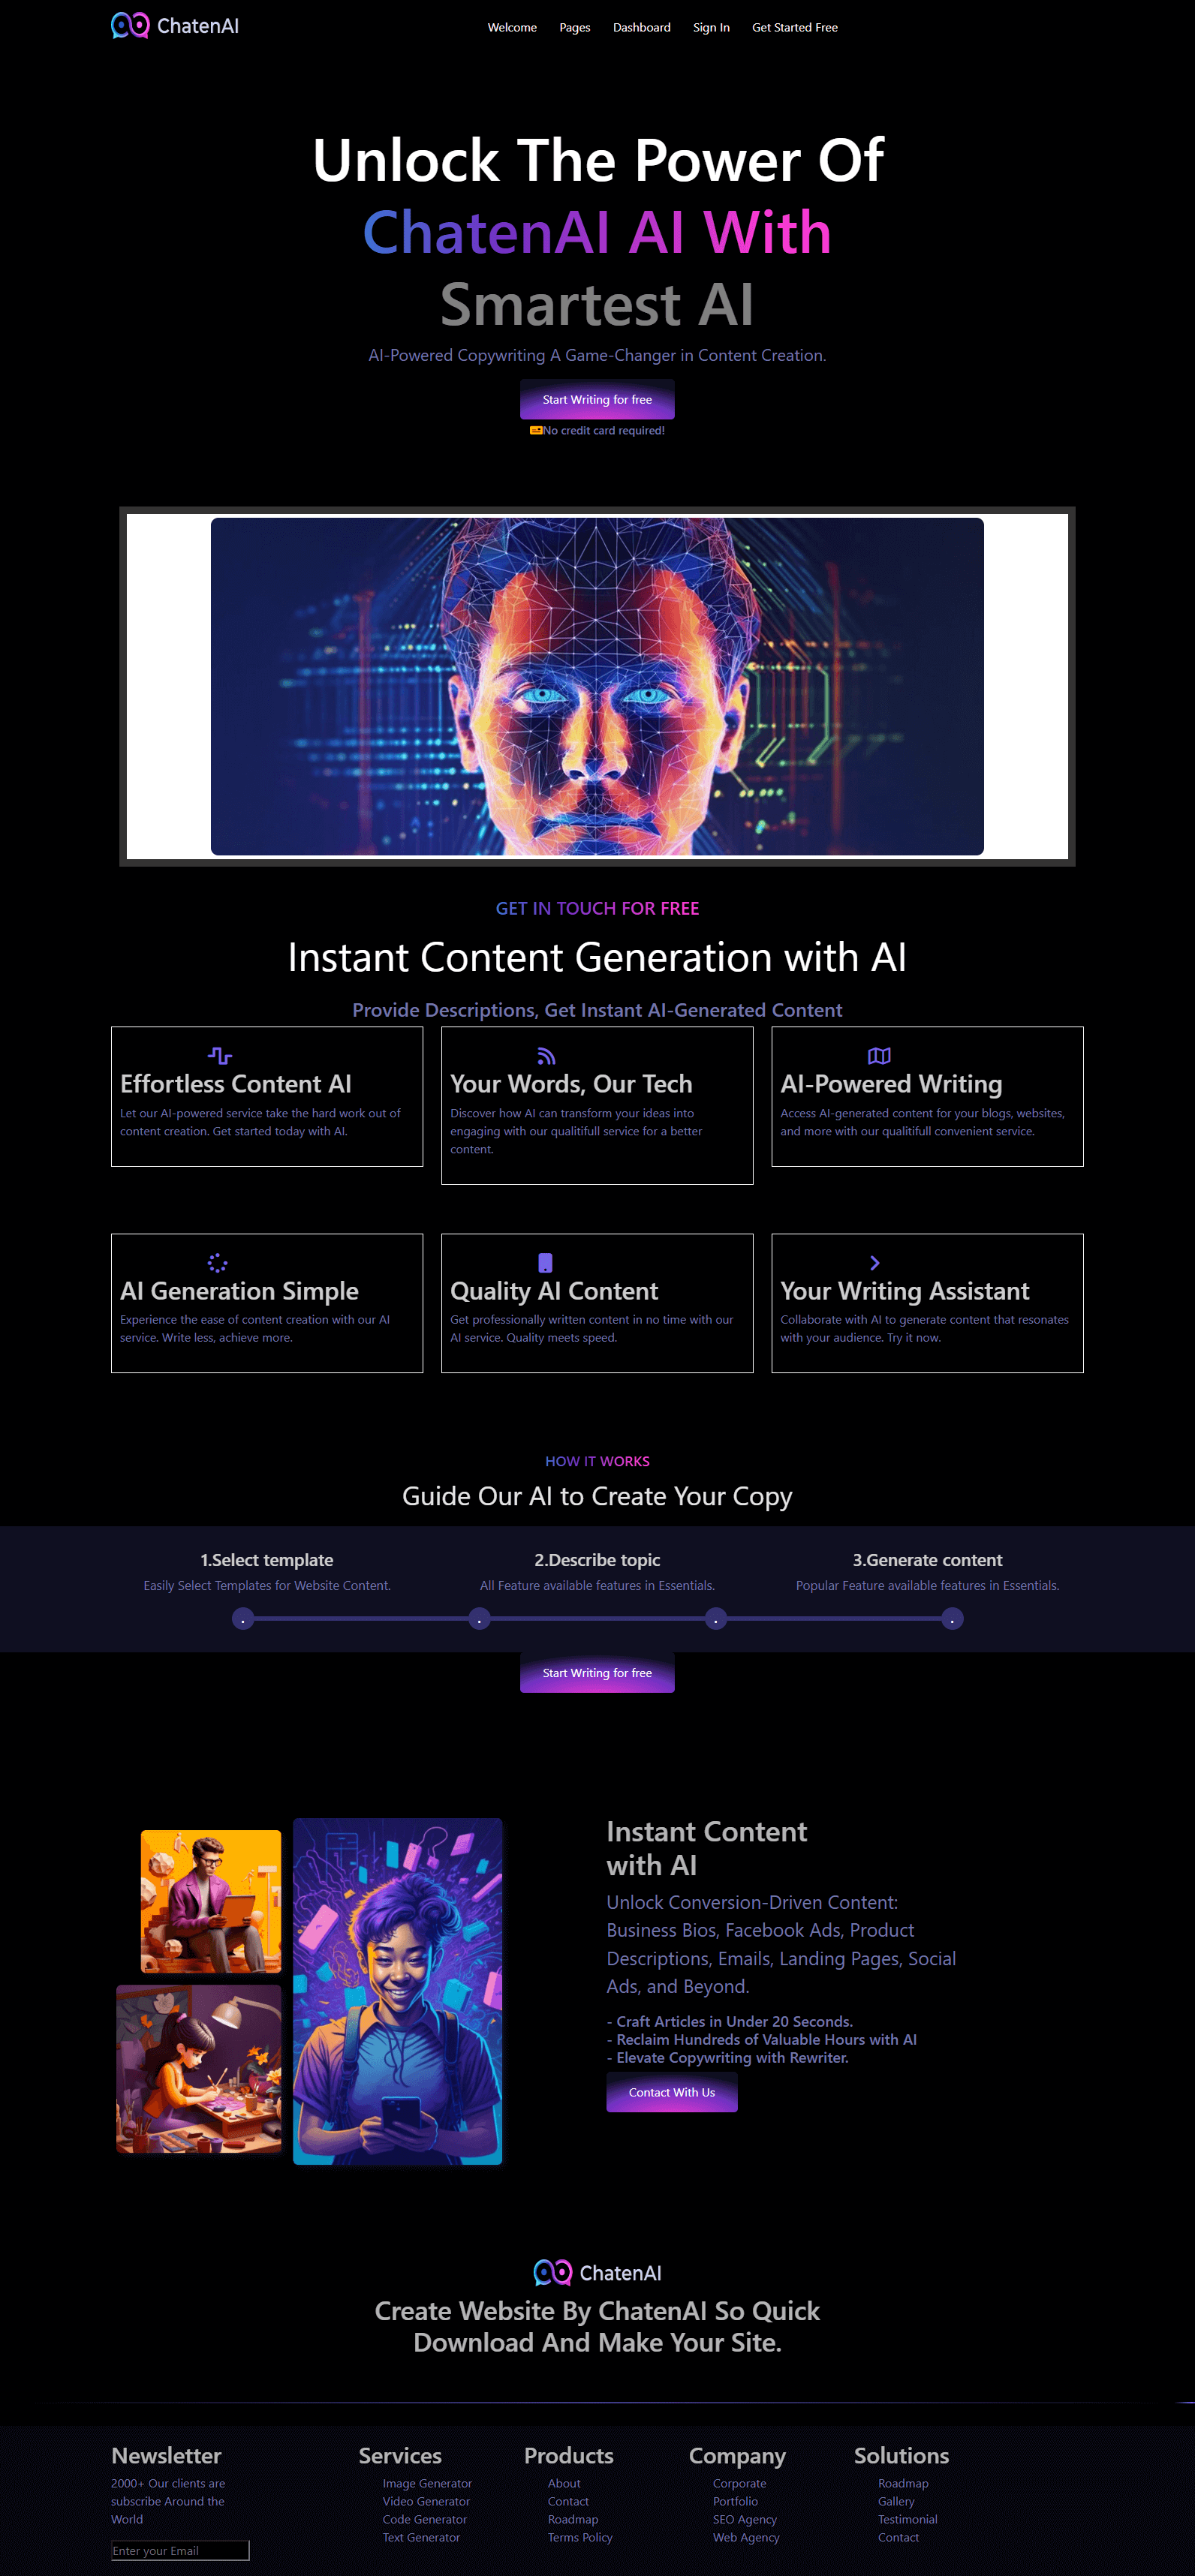 ChatenAI
Welcome Pages Dashboard Sign In Get Started Free
Unlock The Power Of
ChatenAI AI With
Smartest AI
AI-Powered Copywriting A Game-Changer in Content Creation.
Start Writing for free
No credit card required!
GET IN TOUCH FOR FREE
Instant Content Generation with AI
Provide Descriptions, Get Instant AI-Generated Content
Effortless Content AI
Let our AI-powered service take the hard work out of
content creation. Get started today with AI.
Your Words, Our Tech
Discover how AI can transform your ideas into
engaging with our qualitifull service for a better
content.
AI-Powered Writing
Access AI-generated content for your blogs, websites,
and more with our qualitifull convenient service.
AI Generation Simple
Experience the ease of content creation with our AI
service. Write less, achieve more.
Quality AI Content
Get professionally written content in no time with our
AI service. Quality meets speed.
Your Writing Assistant
Collaborate with AI to generate content that resonates
with your audience. Try it now.
HOW IT WORKS
Guide Our AI to Create Your Copy
1.Select template
Easily Select Templates for Website Content.
2.Describe topic
All Feature available features in Essentials.
3.Generate content
Popular Feature available features in Essentials.
. . . .
Start Writing for free
Instant Content
with AI
Unlock Conversion-Driven Content:
Business Bios, Facebook Ads, Product
Descriptions, Emails, Landing Pages, Social
Ads, and Beyond.
- Craft Articles in Under 20 Seconds.
- Reclaim Hundreds of Valuable Hours with AI
- Elevate Copywriting with Rewriter.
Contact With Us
ChatenAI
Create Website By ChatenAI So Quick
Download And Make Your Site.
Newsletter
2000+ Our clients are
subscribe Around the
World
Enter your Email
Services
Image Generator
Video Generator
Code Generator
Text Generator
Products
About
Contact
Roadmap
Terms Policy
Company
Corporate
Portfolio
SEO Agency
Web Agency
Solutions
Roadmap
Gallery
Testimonial
Contact